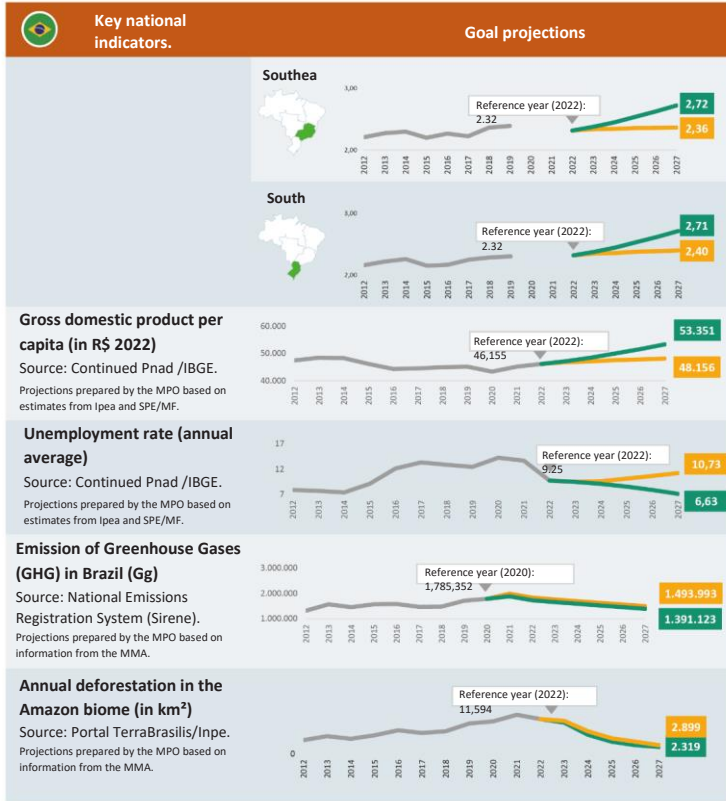 Key national
indicators.
Goal projections
Southea
3,00
2,00
Reference year (2022):
2.32
2,72
2,36
2012 2013 2014 2015 2016 2017 2018 2019 2020 2021 2022 2023 2024 2025 2026 2027
South
3,00
2,00
Reference year (2022):
2.32
2,71
2,40
2012 2013 2014 2015 2016 2017 2018 2019 2020 2021 2022 2023 2024 2025 2026 2027
Gross domestic product per
capita (in R$ 2022)
Source: Continued Pnad /IBGE.
Projections prepared by the MPO based on
estimates from Ipea and SPE/MF.
60.000
50.000
40.000
Reference year (2022):
46,155
53.351
48.156
2012 2013 2014 2015 2016 2017 2018 2019 2020 2021 2022 2023 2024 2025 2026 2027
Unemployment rate (annual
average)
Source: Continued Pnad /IBGE.
Projections prepared by the MPO based on
estimates from Ipea and SPE/MF.
17
12
7
Reference year (2022):
9.25
10,73
6,63
2012 2013 2014 2015 2016 2017 2018 2019 2020 2021 2022 2023 2024 2025 2026 2027
Emission of Greenhouse Gases
(GHG) in Brazil (Gg)
Source: National Emissions
Registration System (Sirene).
Projections prepared by the MPO based on
information from the MMA.
3.000.000
2.000.000
1.000.000
Reference year (2020):
1,785,352
1.493.993
1.391.123
2012 2013 2014 2015 2016 2017 2018 2019 2020 2021 2022 2023 2024 2025 2026 2027
Annual deforestation in the
Amazon biome (in km²)
Source: Portal TerraBrasilis/Inpe.
Projections prepared by the MPO based on
information from the MMA.
0
Reference year (2022):
11,594
2.899
2.319
2012 2013 2014 2015 2016 2017 2018 2019 2020 2021 2022 2023 2024 2025 2026 2027